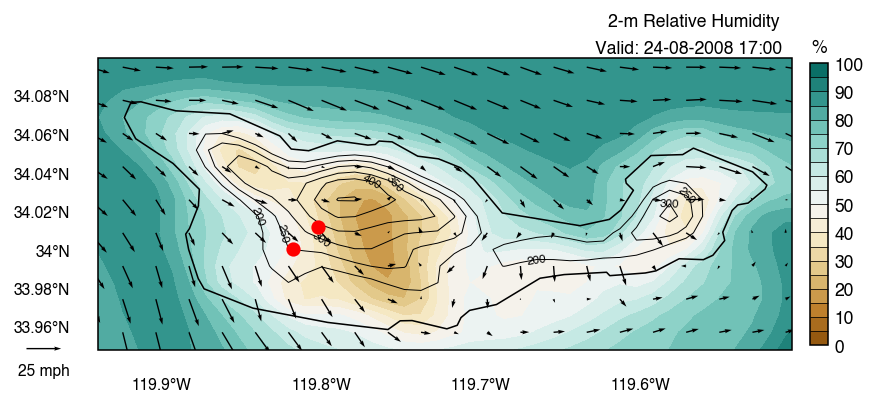 2-m Relative Humidity
Valid: 24-08-2008 17:00
%
100
90
80
70
60
50
40
30
20
10
0
34.08°N
34.06°N
34.04°N
34.02°N
34°N
33.98°N
33.96°N
25 mph
119.9°W
119.8°W
119.7°W
119.6°W
400
350
250
300
200
250
300
200